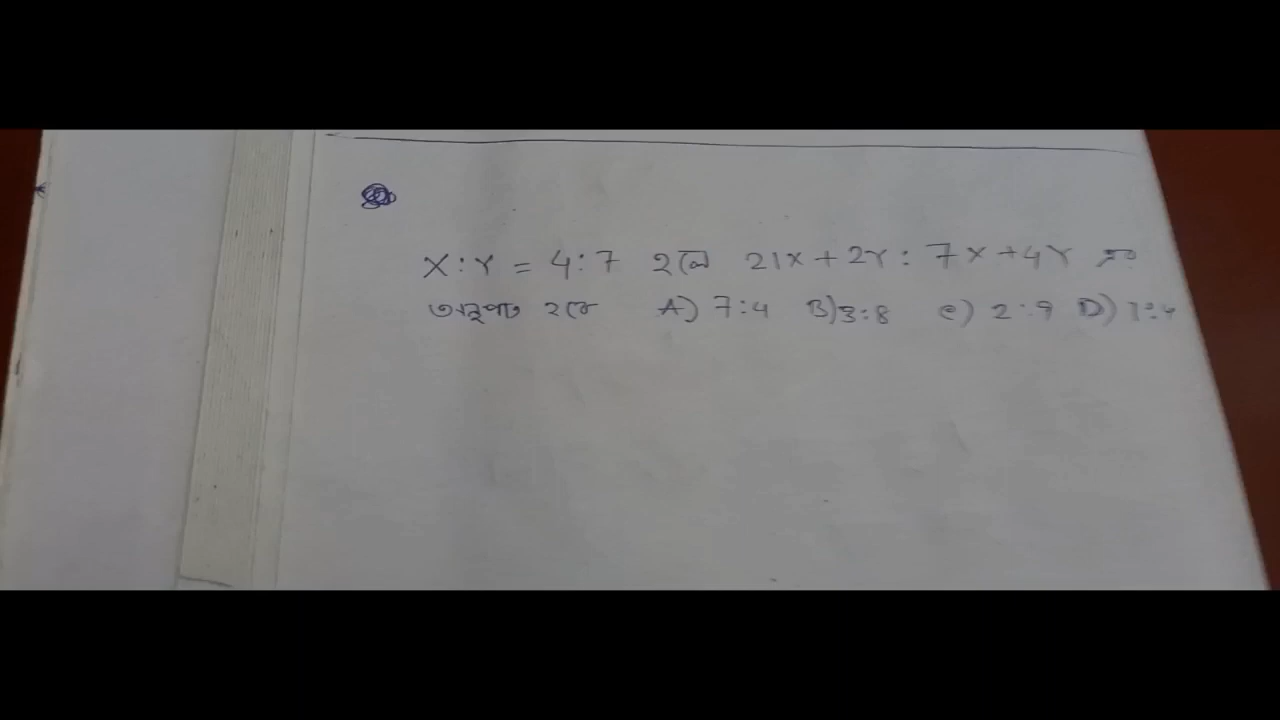 X : Y = 4 : 7 হলে 21X + 2Y : 7X + 4Y এর
অনুপাত হবে A) 7 : 4 B) 3 : 8 C) 2 : 9 D)